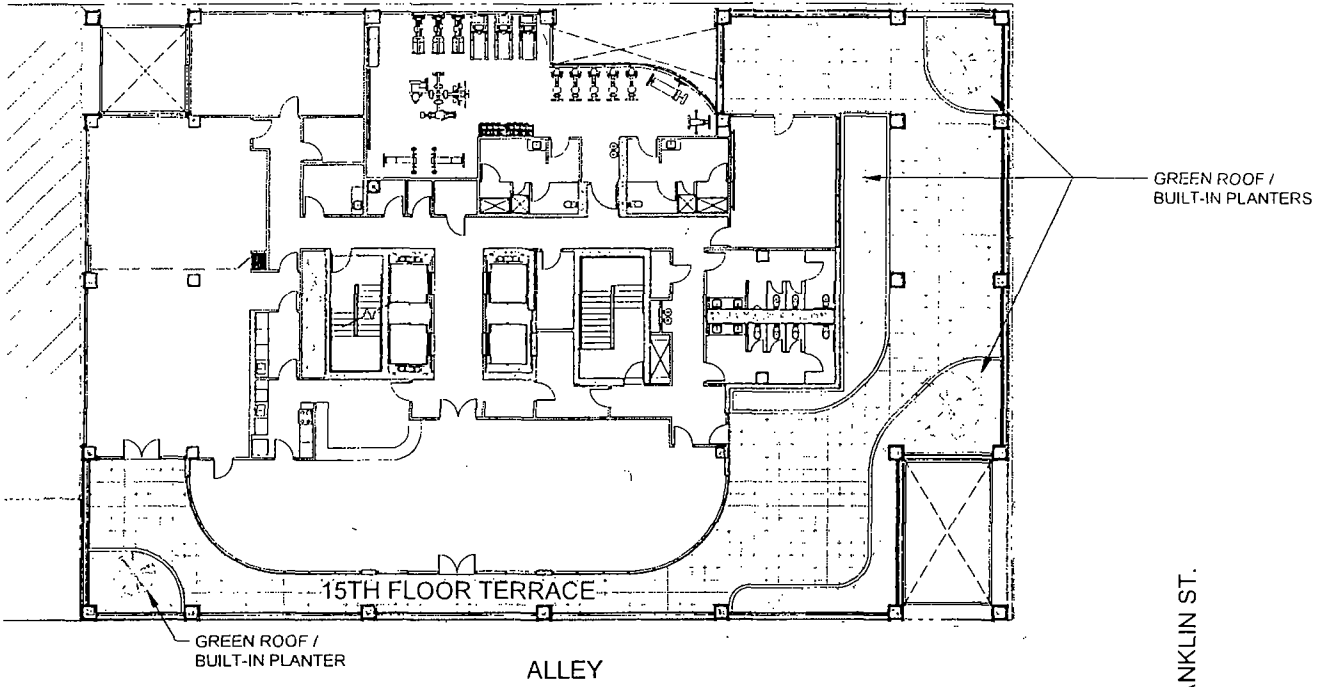 GREEN ROOF /
BUILT-IN PLANTERS
15TH FLOOR TERRACE
GREEN ROOF /
BUILT-IN PLANTER
ALLEY
NKLIN ST.